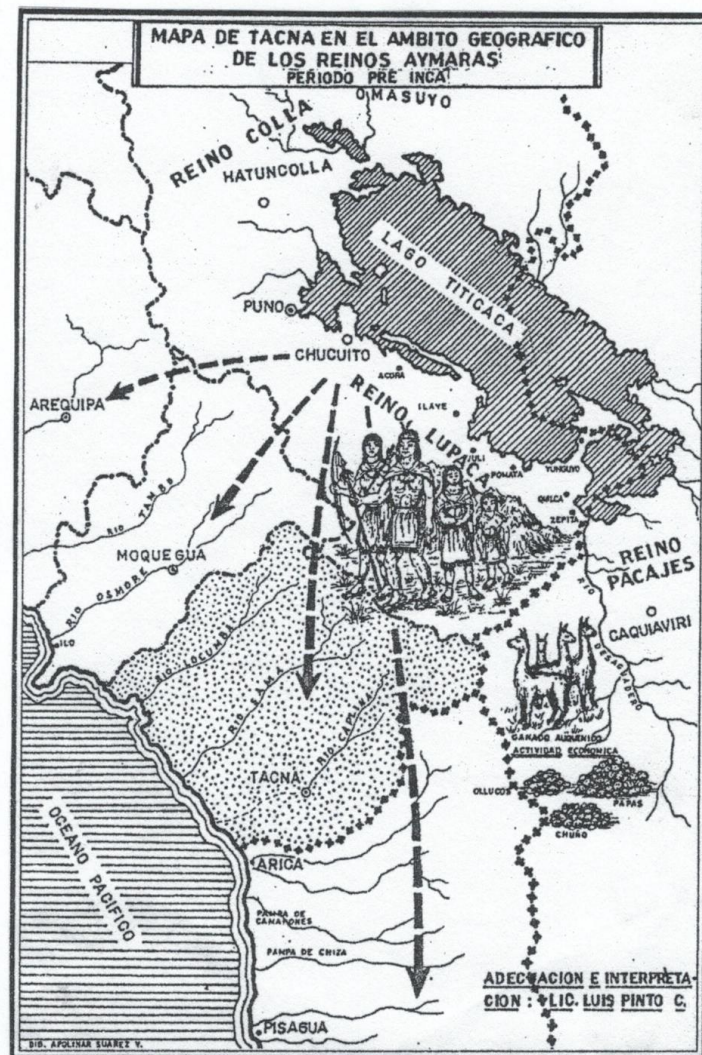 MAPA DE TACNA EN EL AMBITO GEOGRAFICO
DE LOS REINOS AYMARAS
PERIODO PRE INCA
OMASUYO
REINO COLLA
HATUNCOLLA
LAGO TITICACA
PUNO
CHUCUITO
ACORA
AREQUIPA
REINO LUPACA
ILAVE
JULI
POMATA
YUNGUYO
QUILCA
ZEPITA
RIO TAMBO
MOQUEGUA
RIO OSMORE
ILO
REINO
PACAJES
CAQUIAVIRI
RIO DESAGUADERO
RIO LOCUMBA
RIO SAMA
RIO CAPLINA
TACNA
GANADO AUQUENIDO
ACTIVIDAD ECONOMICA
OLLUCOS
PAPAS
CHUÑO
OCEANO PACIFICO
ARICA
PAMPA DE
CAMARONES
PAMPA DE CHIZA
PISAGUA
ADECUACION E INTERPRETA-
CION : LIC. LUIS PINTO C.
DIB. APOLINAR SUAREZ V.